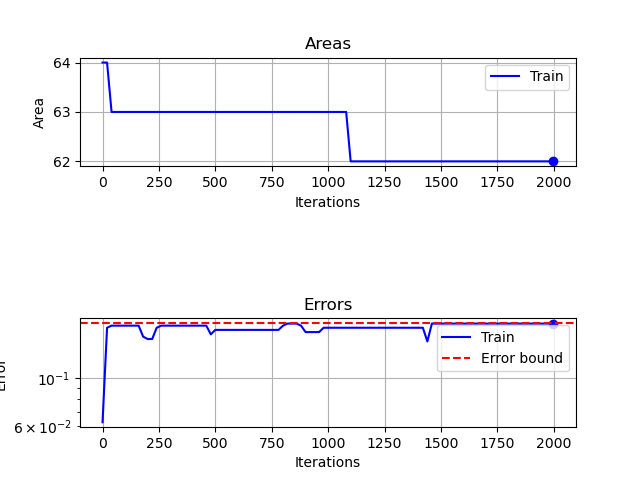 Areas
64
63
62
Area
Train
0 250 500 750 1000 1250 1500 1750 2000
Iterations
Errors
10⁻¹
6 × 10⁻²
Error
Train
Error bound
0 250 500 750 1000 1250 1500 1750 2000
Iterations